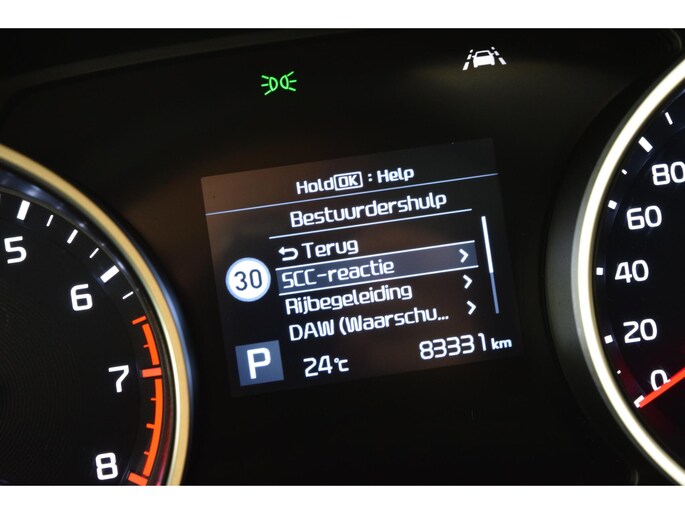 Hold OK : Help
Bestuurdershulp
Terug
30
SCC-reactie
Rijbegeleiding
DAW (Waarschu...
P
24°C
83331 km
5
6
7
8
80
60
40
20
0